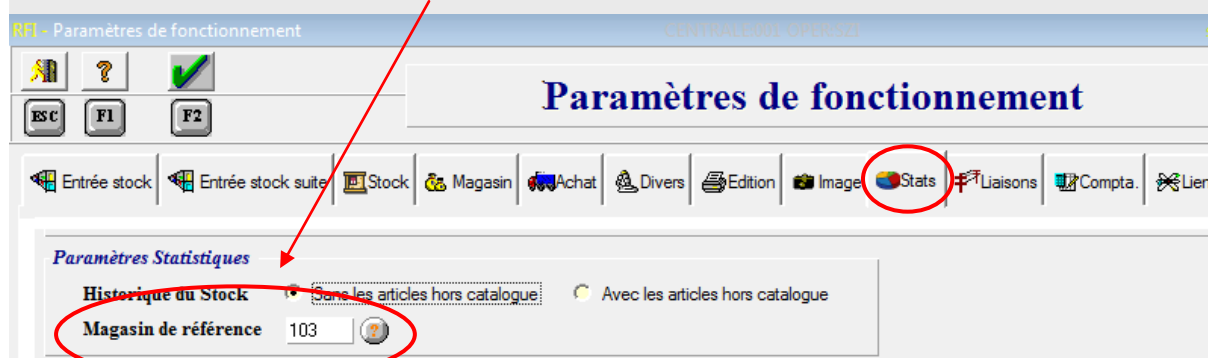 RFI - Paramètres de fonctionnement
ESC F1 F2
Paramètres de fonctionnement
Entrée stock Entrée stock suite Stock Magasin Achat Divers Edition Image Stats Liaisons Compta. Lien
Paramètres Statistiques
Historique du Stock Sans les articles hors catalogue Avec les articles hors catalogue
Magasin de référence 103